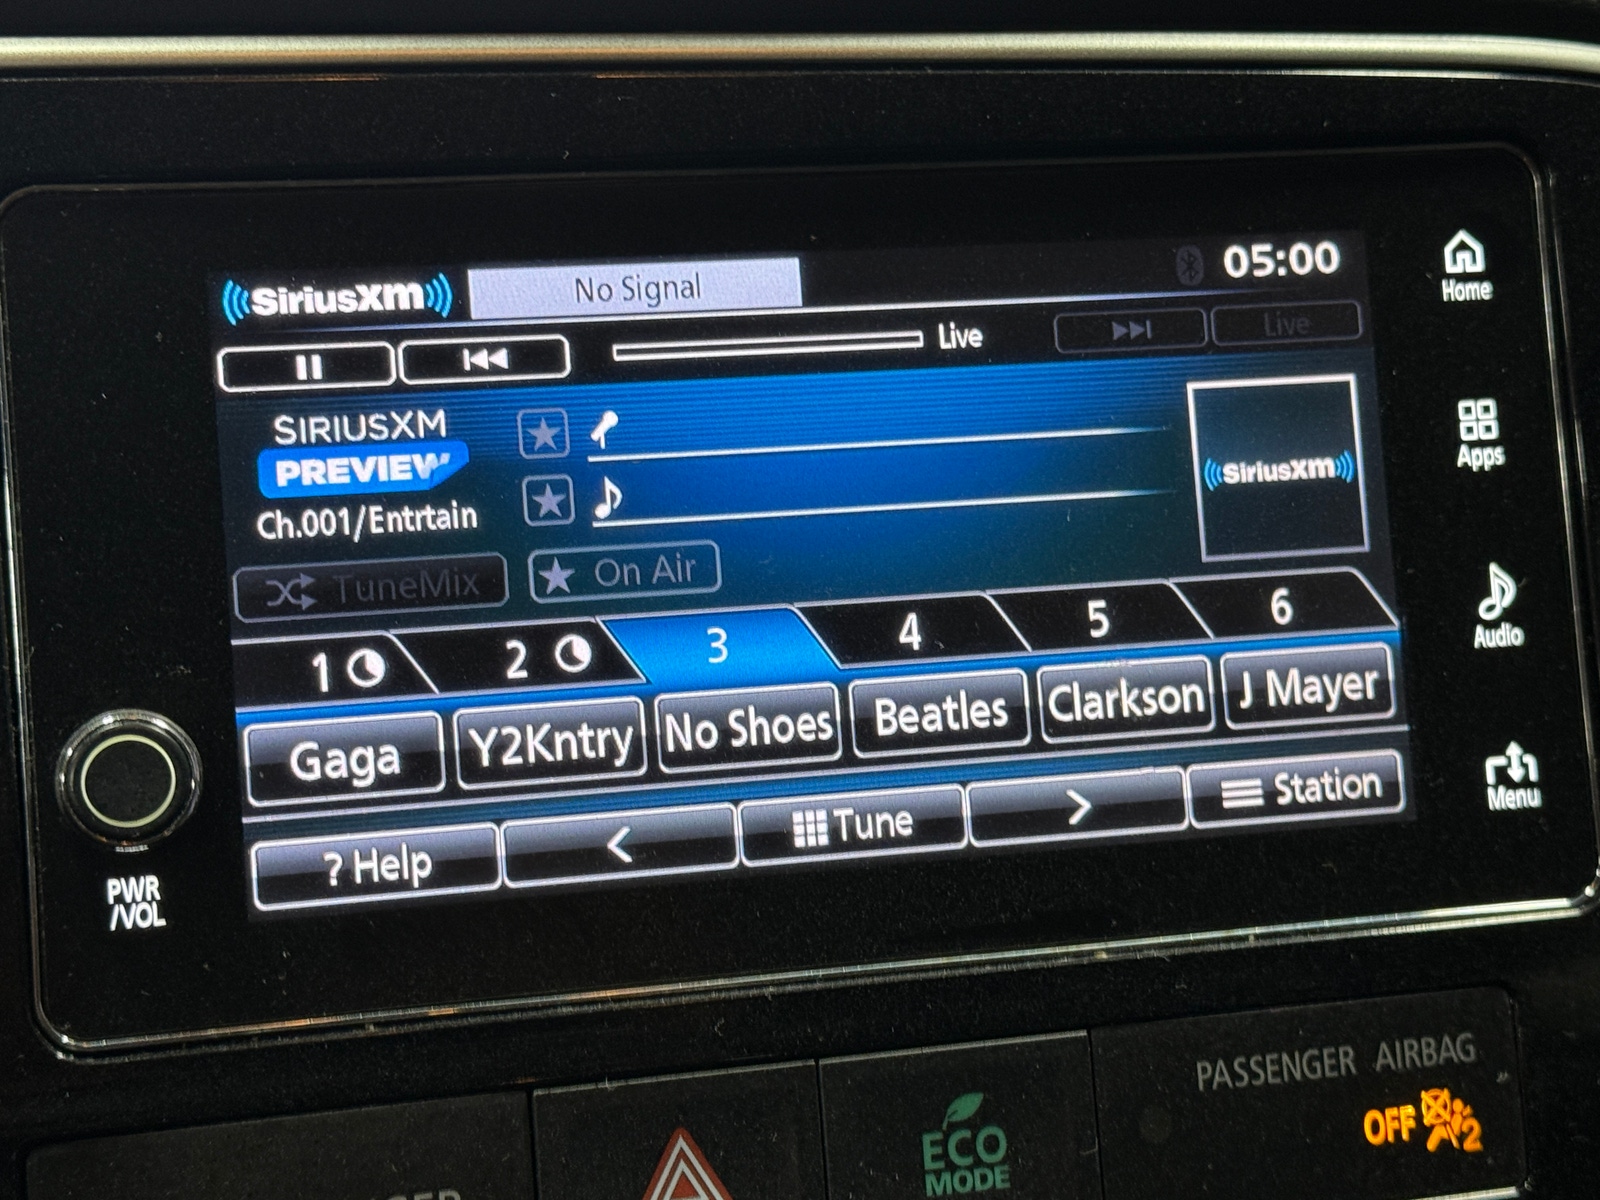 SiriusXM
No Signal
05:00
Live
Live
SIRIUSXM
PREVIEW
Ch.001/Entrtain
SiriusXM
TuneMix
On Air
1
2
3
4
5
6
Gaga
Y2Kntry
No Shoes
Beatles
Clarkson
J Mayer
? Help
<
Tune
>
Station
Home
Apps
Audio
Menu
PWR
/VOL
PASSENGER AIRBAG
OFF
2
ECO
MODE